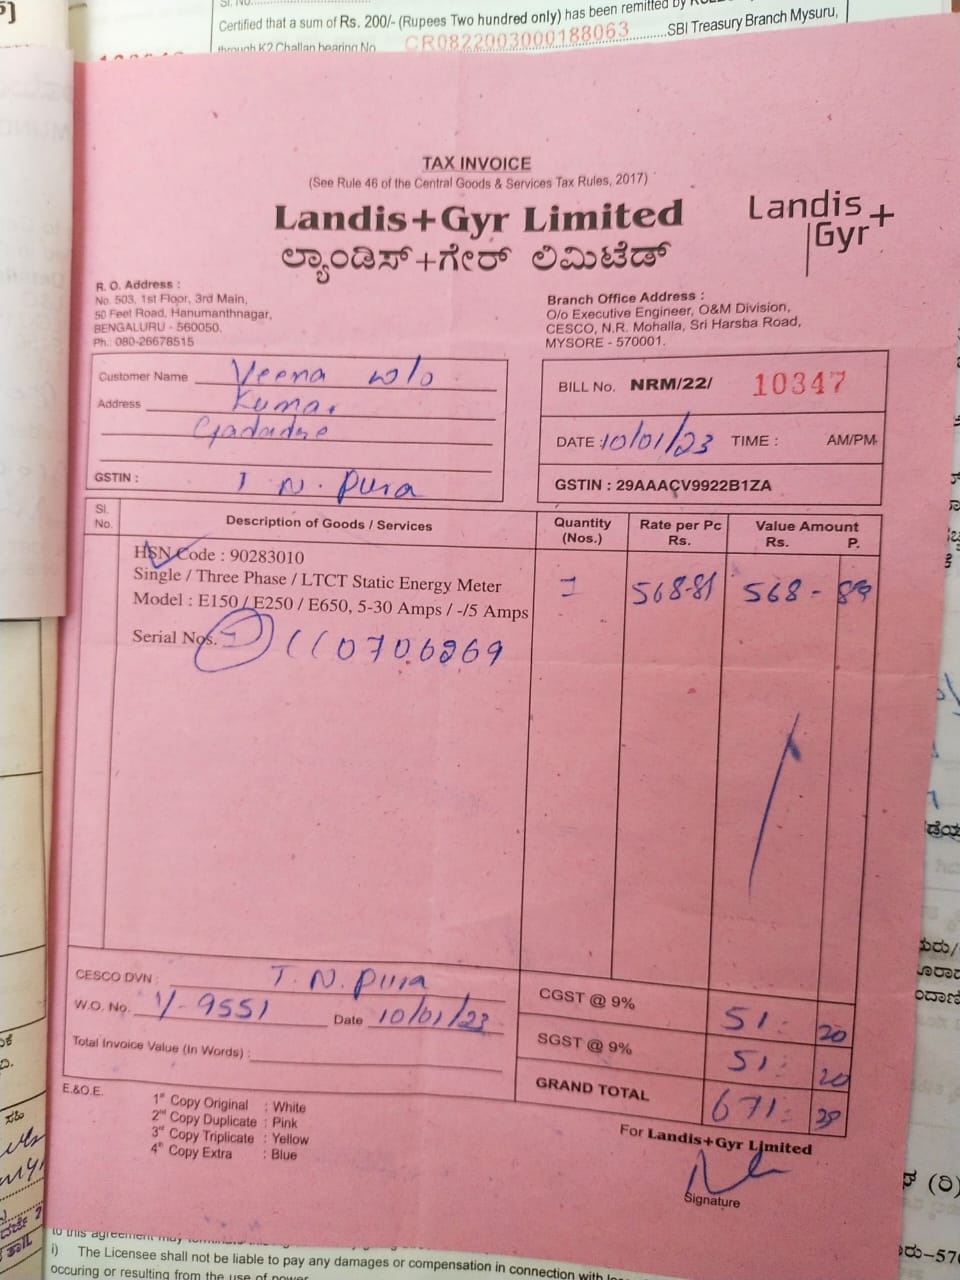 Certified that a sum of Rs. 200/- (Rupees Two hundred only) has been remitted by
through K2 Challan bearing No. CR0822003000188063 SBI Treasury Branch Mysuru,
TAX INVOICE
(See Rule 46 of the Central Goods & Services Tax Rules, 2017)
Landis+Gyr Limited
ಲ್ಯಾಂಡಿಸ್+ಗೇರ್ ಲಿಮಿಟೆಡ್
Landis
Gyr+
R. O. Address :
No. 503, 1st Floor, 3rd Main,
50 Feet Road, Hanumanthnagar,
BENGALURU - 560050.
Ph.: 080-26678515
Branch Office Address :
O/o Executive Engineer, O&M Division,
CESCO, N.R. Mohalla, Sri Harsha Road,
MYSORE - 570001.
Customer Name Veena w/o
Address Kumar
GSTIN : T N. Pura
BILL No. NRM/22/ 10347
DATE : 10/01/23 TIME : AM/PM
GSTIN : 29AAACV9922B1ZA
Sl. No. Description of Goods / Services Quantity (Nos.) Rate per Pc Rs. Value Amount Rs. P.
HSN Code : 90283010
Single / Three Phase / LTCT Static Energy Meter 1 568-81 568 -
Model : E150 / E250 / E650, 5-30 Amps / -/5 Amps
Serial Nos.
CESCO DVN : T. N. Pura
W.O. No. Y-9551 Date 10/01/23
Total Invoice Value (In Words) :
CGST @ 9% 51 : 20
SGST @ 9% 51 : 20
GRAND TOTAL 671 :
E.&O.E.
1st Copy Original : White
2nd Copy Duplicate : Pink
3rd Copy Triplicate : Yellow
4th Copy Extra : Blue
For Landis+Gyr Limited
Signature
to this agreement may
i) The Licensee shall not be liable to pay any damages or compensation in connection with
occuring or resulting from the use of power